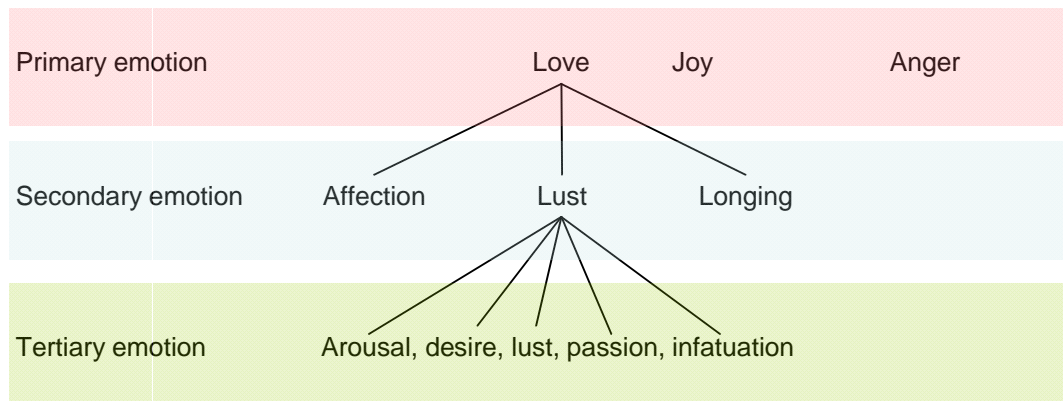 Primary emotion Love Joy Anger
Secondary emotion Affection Lust Longing
Tertiary emotion Arousal, desire, lust, passion, infatuation